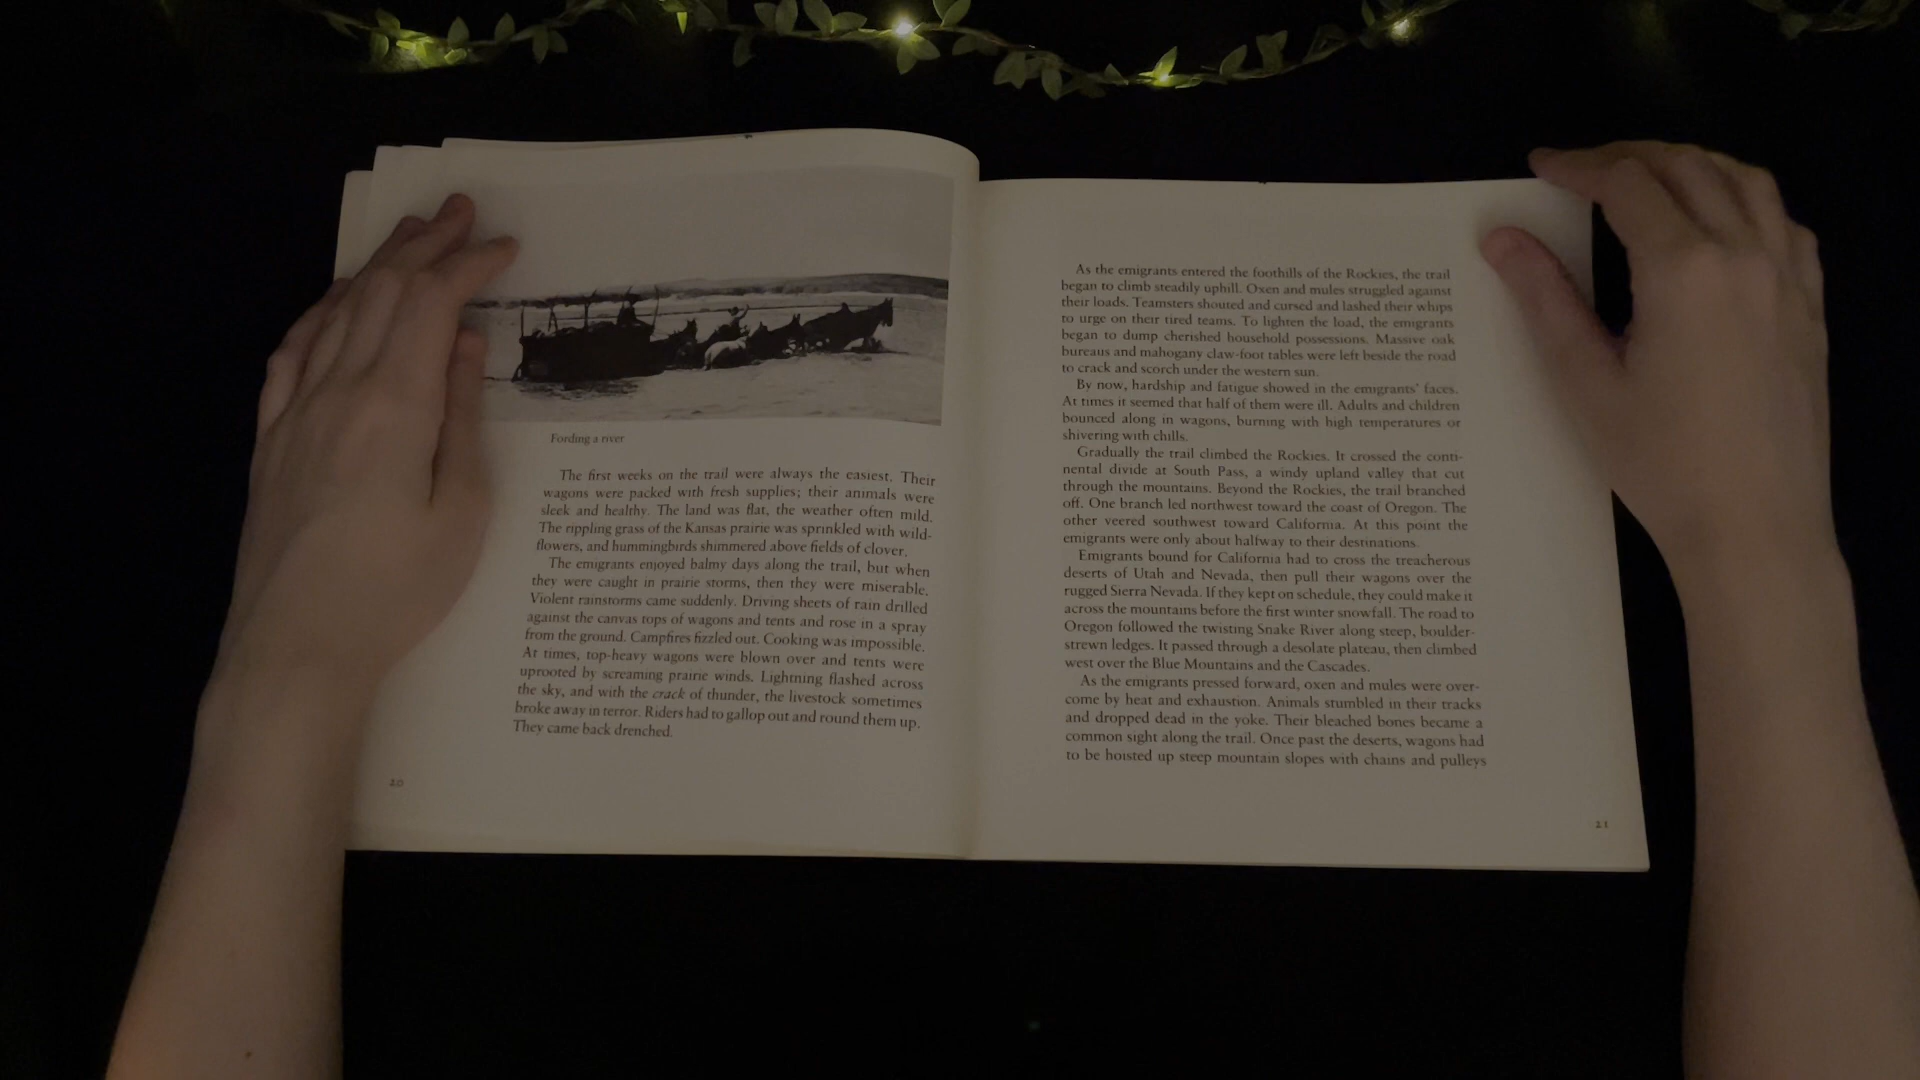 Fording a river
The first weeks on the trail were always the easiest. Their
wagons were packed with fresh supplies; their animals were
sleek and healthy. The land was flat, the weather often mild.
The rippling grass of the Kansas prairie was sprinkled with wild-
flowers, and hummingbirds shimmered above fields of clover.
The emigrants enjoyed balmy days along the trail, but when
they were caught in prairie storms, then they were miserable.
Violent rainstorms came suddenly. Driving sheets of rain drilled
against the canvas tops of wagons and tents and rose in a spray
from the ground. Campfires fizzled out. Cooking was impossible.
At times, top-heavy wagons were blown over and tents were
uprooted by screaming prairie winds. Lightning flashed across
the sky, and with the crack of thunder, the livestock sometimes
broke away in terror. Riders had to gallop out and round them up.
They came back drenched.
20
As the emigrants entered the foothills of the Rockies, the trail
began to climb steadily uphill. Oxen and mules struggled against
their loads. Teamsters shouted and cursed and lashed their whips
to urge on their tired teams. To lighten the load, the emigrants
began to dump cherished household possessions. Massive oak
bureaus and mahogany claw-foot tables were left beside the road
to crack and scorch under the western sun.
By now, hardship and fatigue showed in the emigrants' faces.
At times it seemed that half of them were ill. Adults and children
bounced along in wagons, burning with high temperatures or
shivering with chills.
Gradually the trail climbed the Rockies. It crossed the conti-
nental divide at South Pass, a windy upland valley that cut
through the mountains. Beyond the Rockies, the trail branched
off. One branch led northwest toward the coast of Oregon. The
other veered southwest toward California. At this point the
emigrants were only about halfway to their destinations.
Emigrants bound for California had to cross the treacherous
deserts of Utah and Nevada, then pull their wagons over the
rugged Sierra Nevada. If they kept on schedule, they could make it
across the mountains before the first winter snowfall. The road to
Oregon followed the twisting Snake River along steep, boulder-
strewn ledges. It passed through a desolate plateau, then climbed
west over the Blue Mountains and the Cascades.
As the emigrants pressed forward, oxen and mules were over-
come by heat and exhaustion. Animals stumbled in their tracks
and dropped dead in the yoke. Their bleached bones became a
common sight along the trail. Once past the deserts, wagons had
to be hoisted up steep mountain slopes with chains and pulleys
21